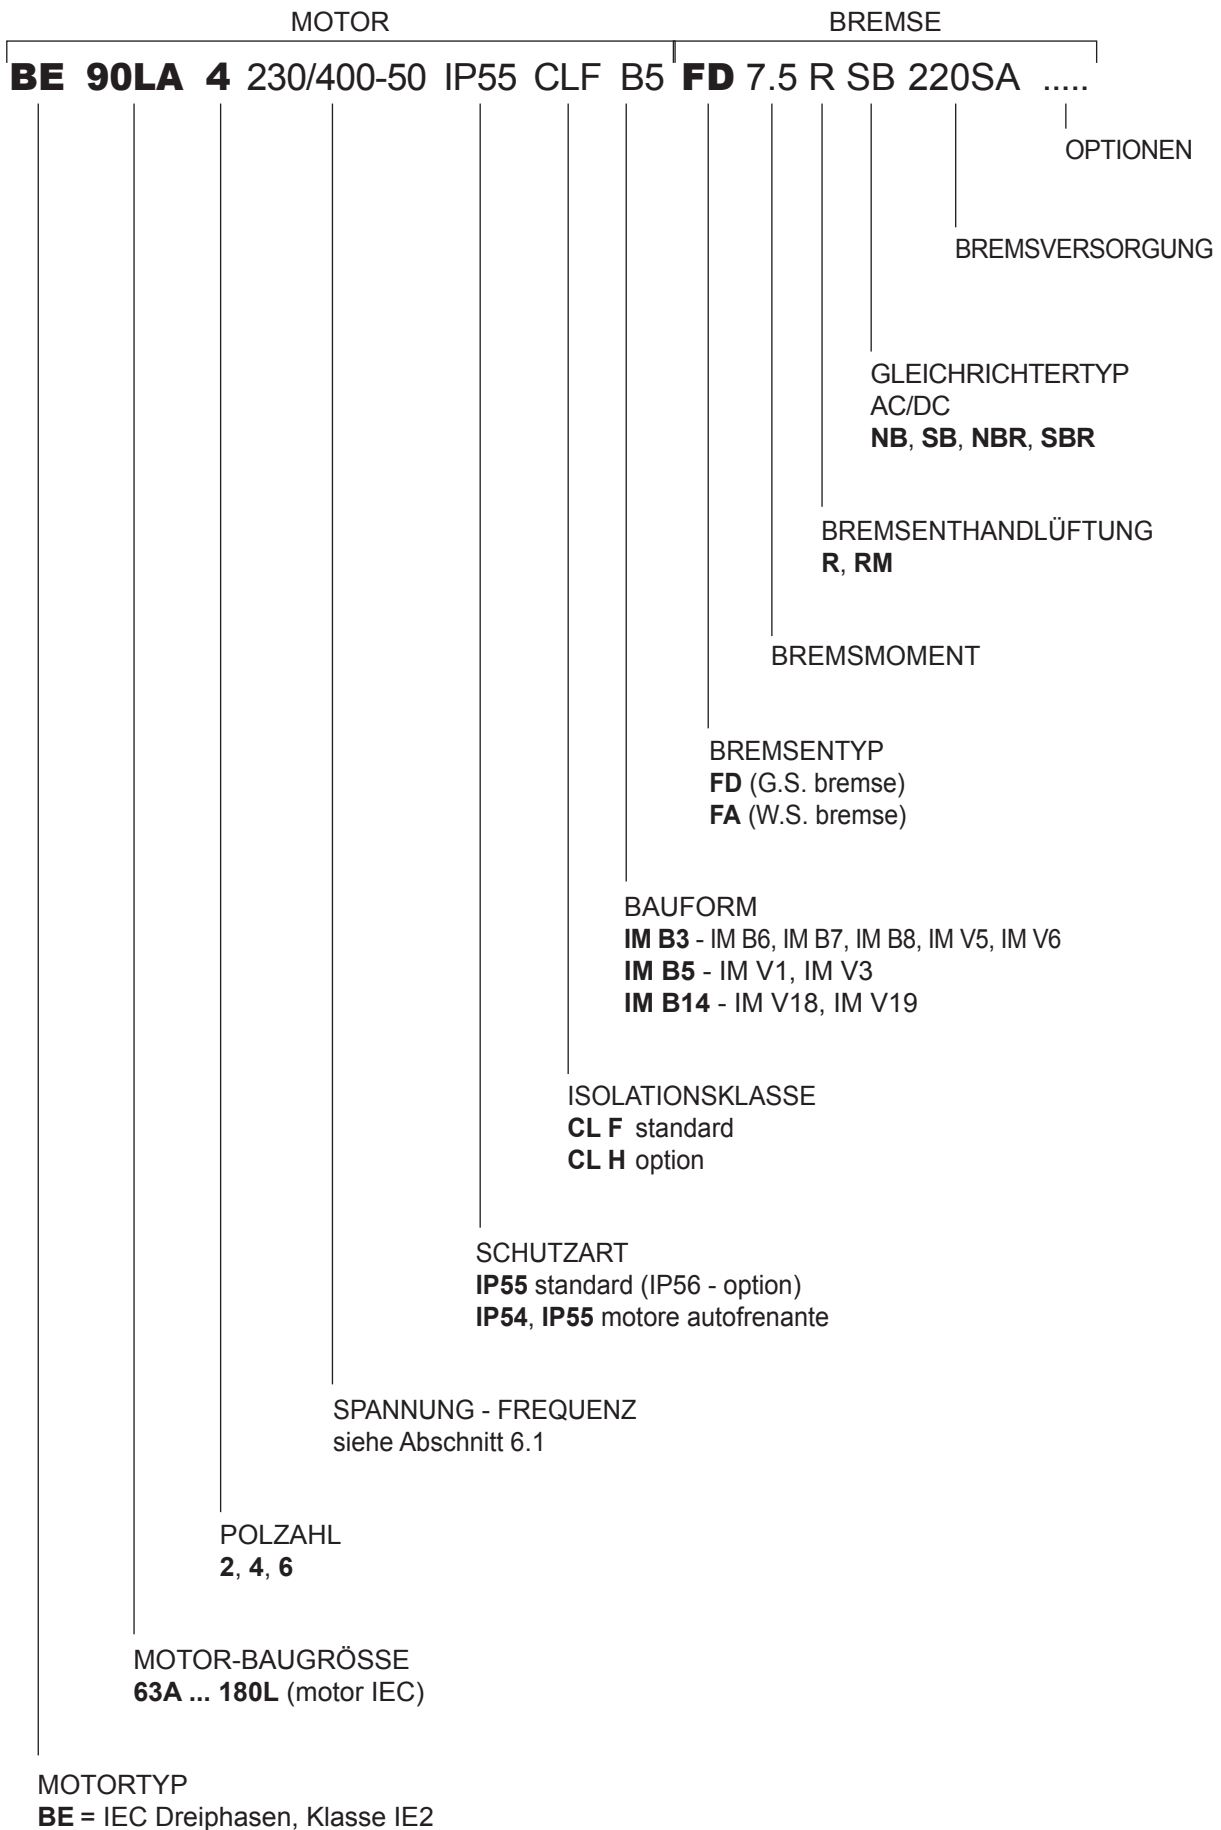 MOTOR BREMSE
BE 90LA 4 230/400-50 IP55 CLF B5 FD 7.5 R SB 220SA .....
OPTIONEN
BREMSVERSORGUNG
GLEICHRICHTERTYP
AC/DC
NB, SB, NBR, SBR
BREMSENTHANDLÜFTUNG
R, RM
BREMSMOMENT
BREMSENTYP
FD (G.S. bremse)
FA (W.S. bremse)
BAUFORM
IM B3 - IM B6, IM B7, IM B8, IM V5, IM V6
IM B5 - IM V1, IM V3
IM B14 - IM V18, IM V19
ISOLATIONSKLASSE
CL F standard
CL H option
SCHUTZART
IP55 standard (IP56 - option)
IP54, IP55 motore autofrenante
SPANNUNG - FREQUENZ
siehe Abschnitt 6.1
POLZAHL
2, 4, 6
MOTOR-BAUGRÖSSE
63A ... 180L (motor IEC)
MOTORTYP
BE = IEC Dreiphasen, Klasse IE2